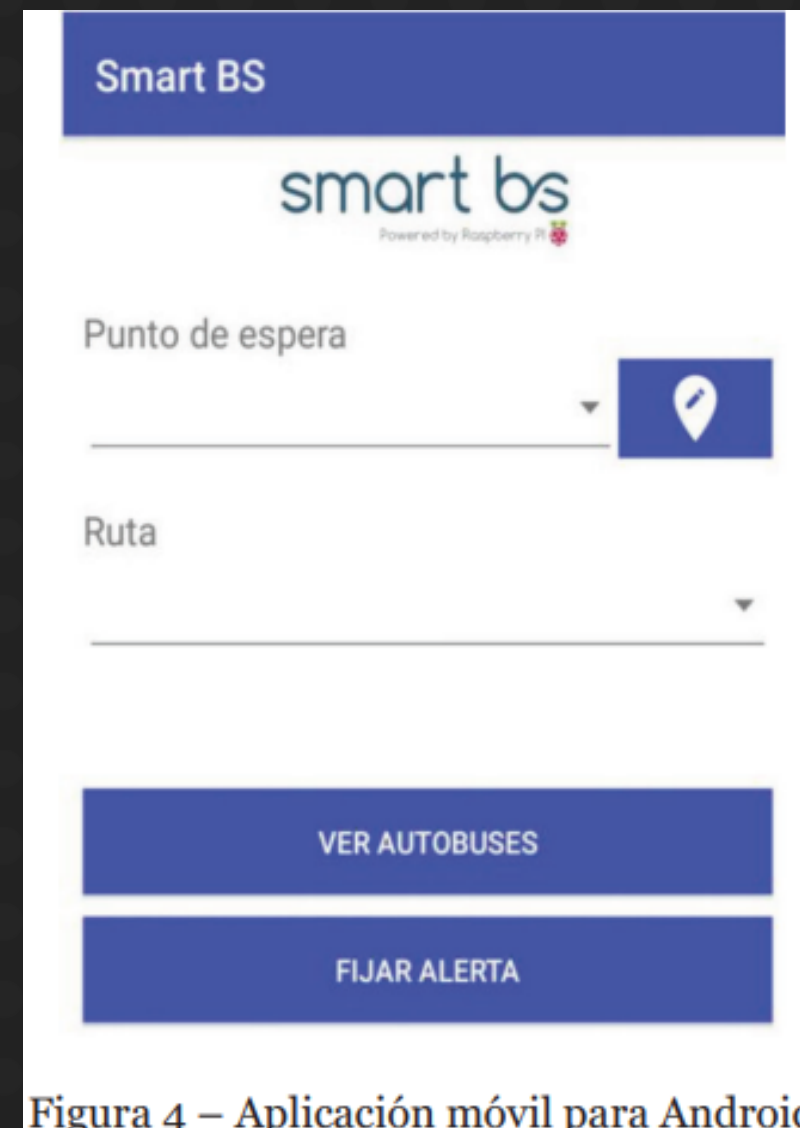 Smart BS
smart bs
Powered by Raspberry Pi
Punto de espera
Ruta
VER AUTOBUSES
FIJAR ALERTA
Figura 4 – Aplicación móvil para Android